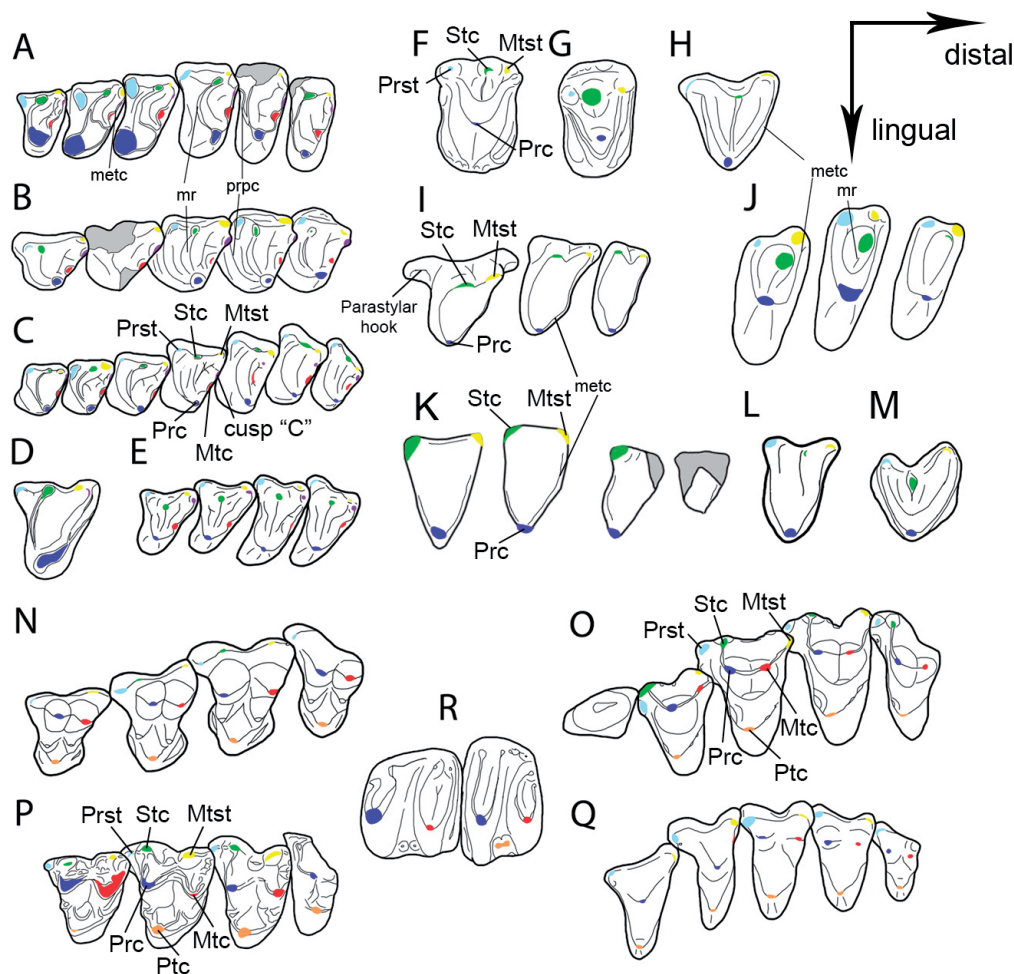 A
F
Stc
Mtst
G
H
distal
Prst
lingual
Prc
metc
B
mr
prpc
metc
mr
I
J
Stc
Mtst
Parastylar
hook
Prc
C
Prst
Stc
Mtst
Prc
cusp "C"
Mtc
metc
K
Stc
Mtst
L
M
D
E
Prc
N
O
Stc
Mtst
Prst
Mtc
Prc
Ptc
R
P
Prst
Stc
Mtst
Q
Prc
Mtc
Ptc